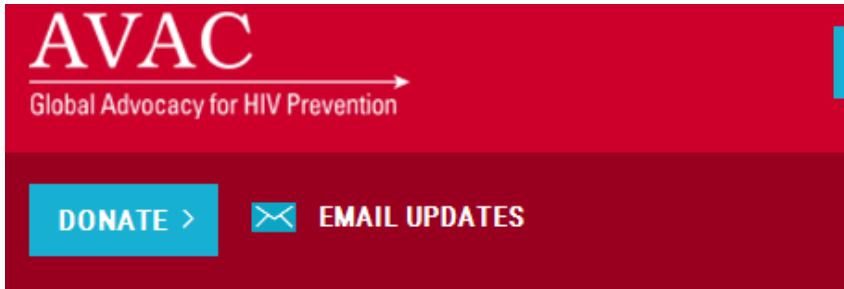 AVAC
Global Advocacy for HIV Prevention
DONATE >
EMAIL UPDATES